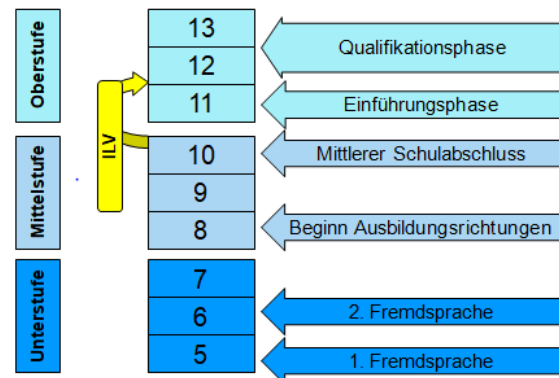 Oberstufe
13
12
11
Qualifikationsphase
Einführungsphase
ILV
Mittelstufe
10
9
8
Mittlerer Schulabschluss
Beginn Ausbildungsrichtungen
Unterstufe
7
6
5
2. Fremdsprache
1. Fremdsprache